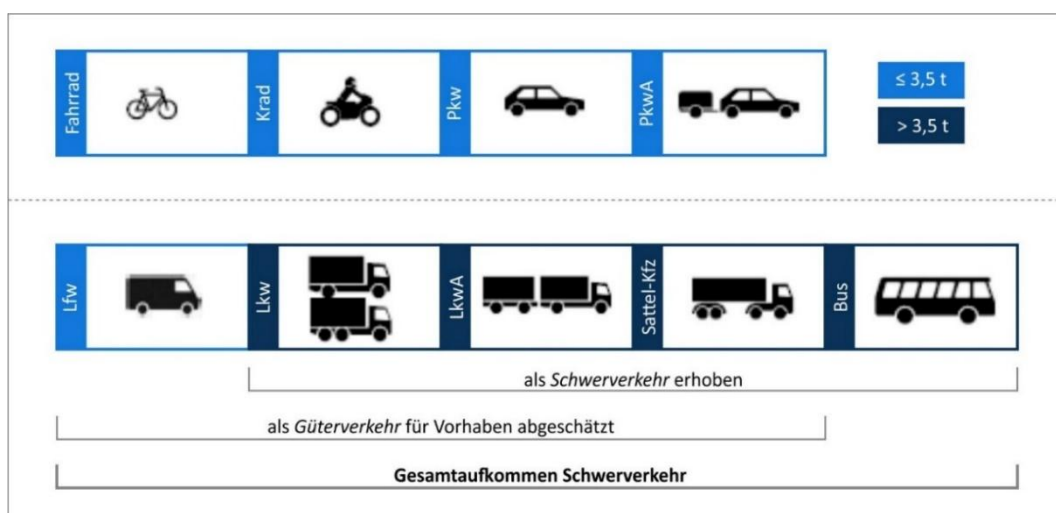 Fahrrad
Krad
Pkw
PkwA
≤ 3,5 t
> 3,5 t
Lfw
Lkw
LkwA
Sattel-Kfz
Bus
als Schwerverkehr erhoben
als Güterverkehr für Vorhaben abgeschätzt
Gesamtaufkommen Schwerverkehr